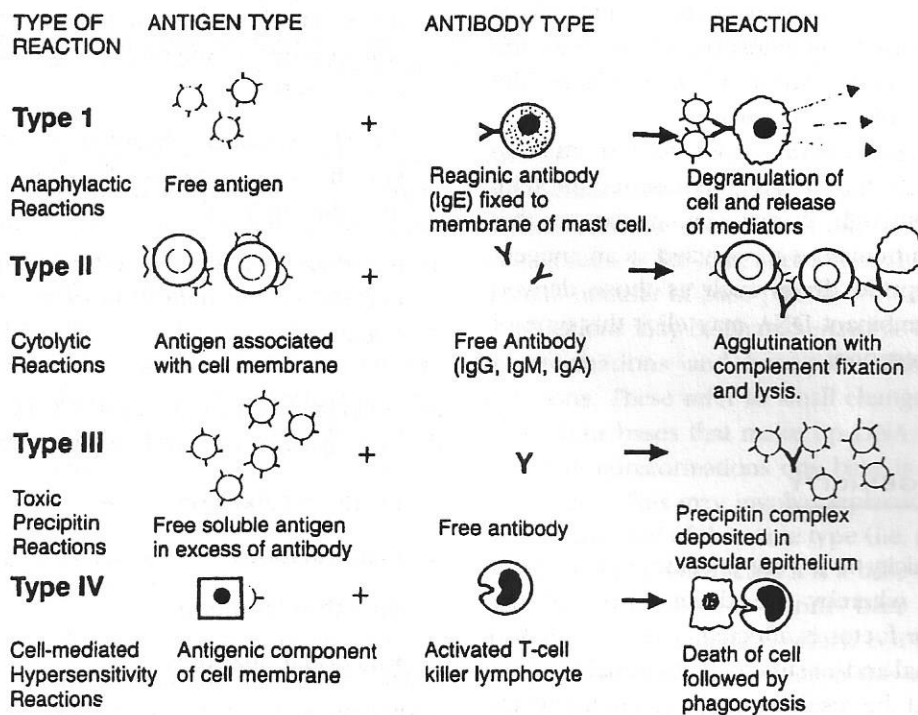 TYPE OF
REACTION
ANTIGEN TYPE
ANTIBODY TYPE
REACTION
Type 1
+
Anaphylactic
Reactions
Free antigen
Reaginic antibody
(IgE) fixed to
membrane of mast cell.
Degranulation of
cell and release
of mediators
Type II
+
Cytolytic
Reactions
Antigen associated
with cell membrane
Free Antibody
(IgG, IgM, IgA)
Agglutination with
complement fixation
and lysis.
Type III
+
Toxic
Precipitin
Reactions
Free soluble antigen
in excess of antibody
Free antibody
Precipitin complex
deposited in
vascular epithelium
Type IV
+
Cell-mediated
Hypersensitivity
Reactions
Antigenic component
of cell membrane
Activated T-cell
killer lymphocyte
Death of cell
followed by
phagocytosis